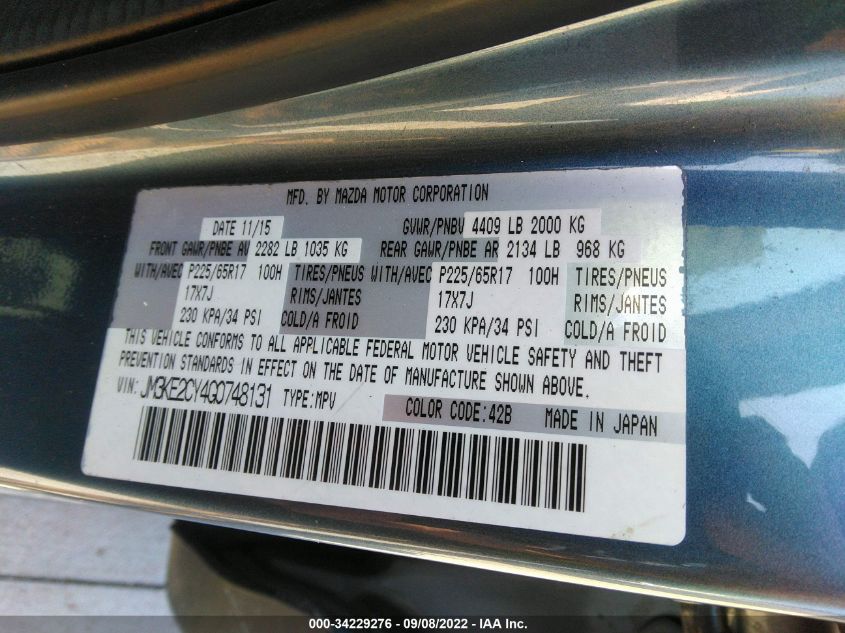 MFD. BY MAZDA MOTOR CORPORATION
DATE 11/15 GVWR/PNBV 4409 LB 2000 KG
FRONT GAWR/PNBE AV 2282 LB 1035 KG REAR GAWR/PNBE AR 2134 LB 968 KG
WITH/AVEC P225/65R17 100H TIRES/PNEUS WITH/AVEC P225/65R17 100H TIRES/PNEUS
17X7J RIMS/JANTES 17X7J RIMS/JANTES
230 KPA/34 PSI COLD/A FROID 230 KPA/34 PSI COLD/A FROID
THIS VEHICLE CONFORMS TO ALL APPLICABLE FEDERAL MOTOR VEHICLE SAFETY AND THEFT
PREVENTION STANDARDS IN EFFECT ON THE DATE OF MANUFACTURE SHOWN ABOVE.
VIN: JM3KE2CY4G0748131 TYPE:MPV
COLOR CODE:42B MADE IN JAPAN
000-34229276 - 09/08/2022 - IAA Inc.